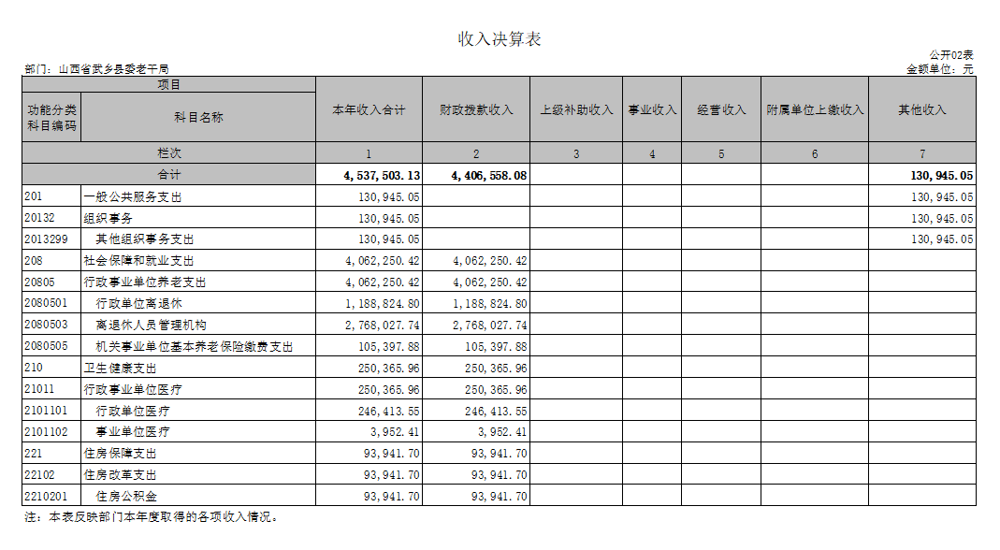 收入决算表
公开02表
部门：山西省武乡县委老干局 金额单位：元
项目 本年收入合计 财政拨款收入 上级补助收入 事业收入 经营收入 附属单位上缴收入 其他收入
功能分类科目编码 科目名称
栏次 1 2 3 4 5 6 7
合计 4,537,503.13 4,406,558.08 130,945.05
201 一般公共服务支出 130,945.05 130,945.05
20132 组织事务 130,945.05 130,945.05
2013299 其他组织事务支出 130,945.05 130,945.05
208 社会保障和就业支出 4,062,250.42 4,062,250.42
20805 行政事业单位养老支出 4,062,250.42 4,062,250.42
2080501 行政单位离退休 1,188,824.80 1,188,824.80
2080503 离退休人员管理机构 2,768,027.74 2,768,027.74
2080505 机关事业单位基本养老保险缴费支出 105,397.88 105,397.88
210 卫生健康支出 250,365.96 250,365.96
21011 行政事业单位医疗 250,365.96 250,365.96
2101101 行政单位医疗 246,413.55 246,413.55
2101102 事业单位医疗 3,952.41 3,952.41
221 住房保障支出 93,941.70 93,941.70
22102 住房改革支出 93,941.70 93,941.70
2210201 住房公积金 93,941.70 93,941.70
注：本表反映部门本年度取得的各项收入情况。